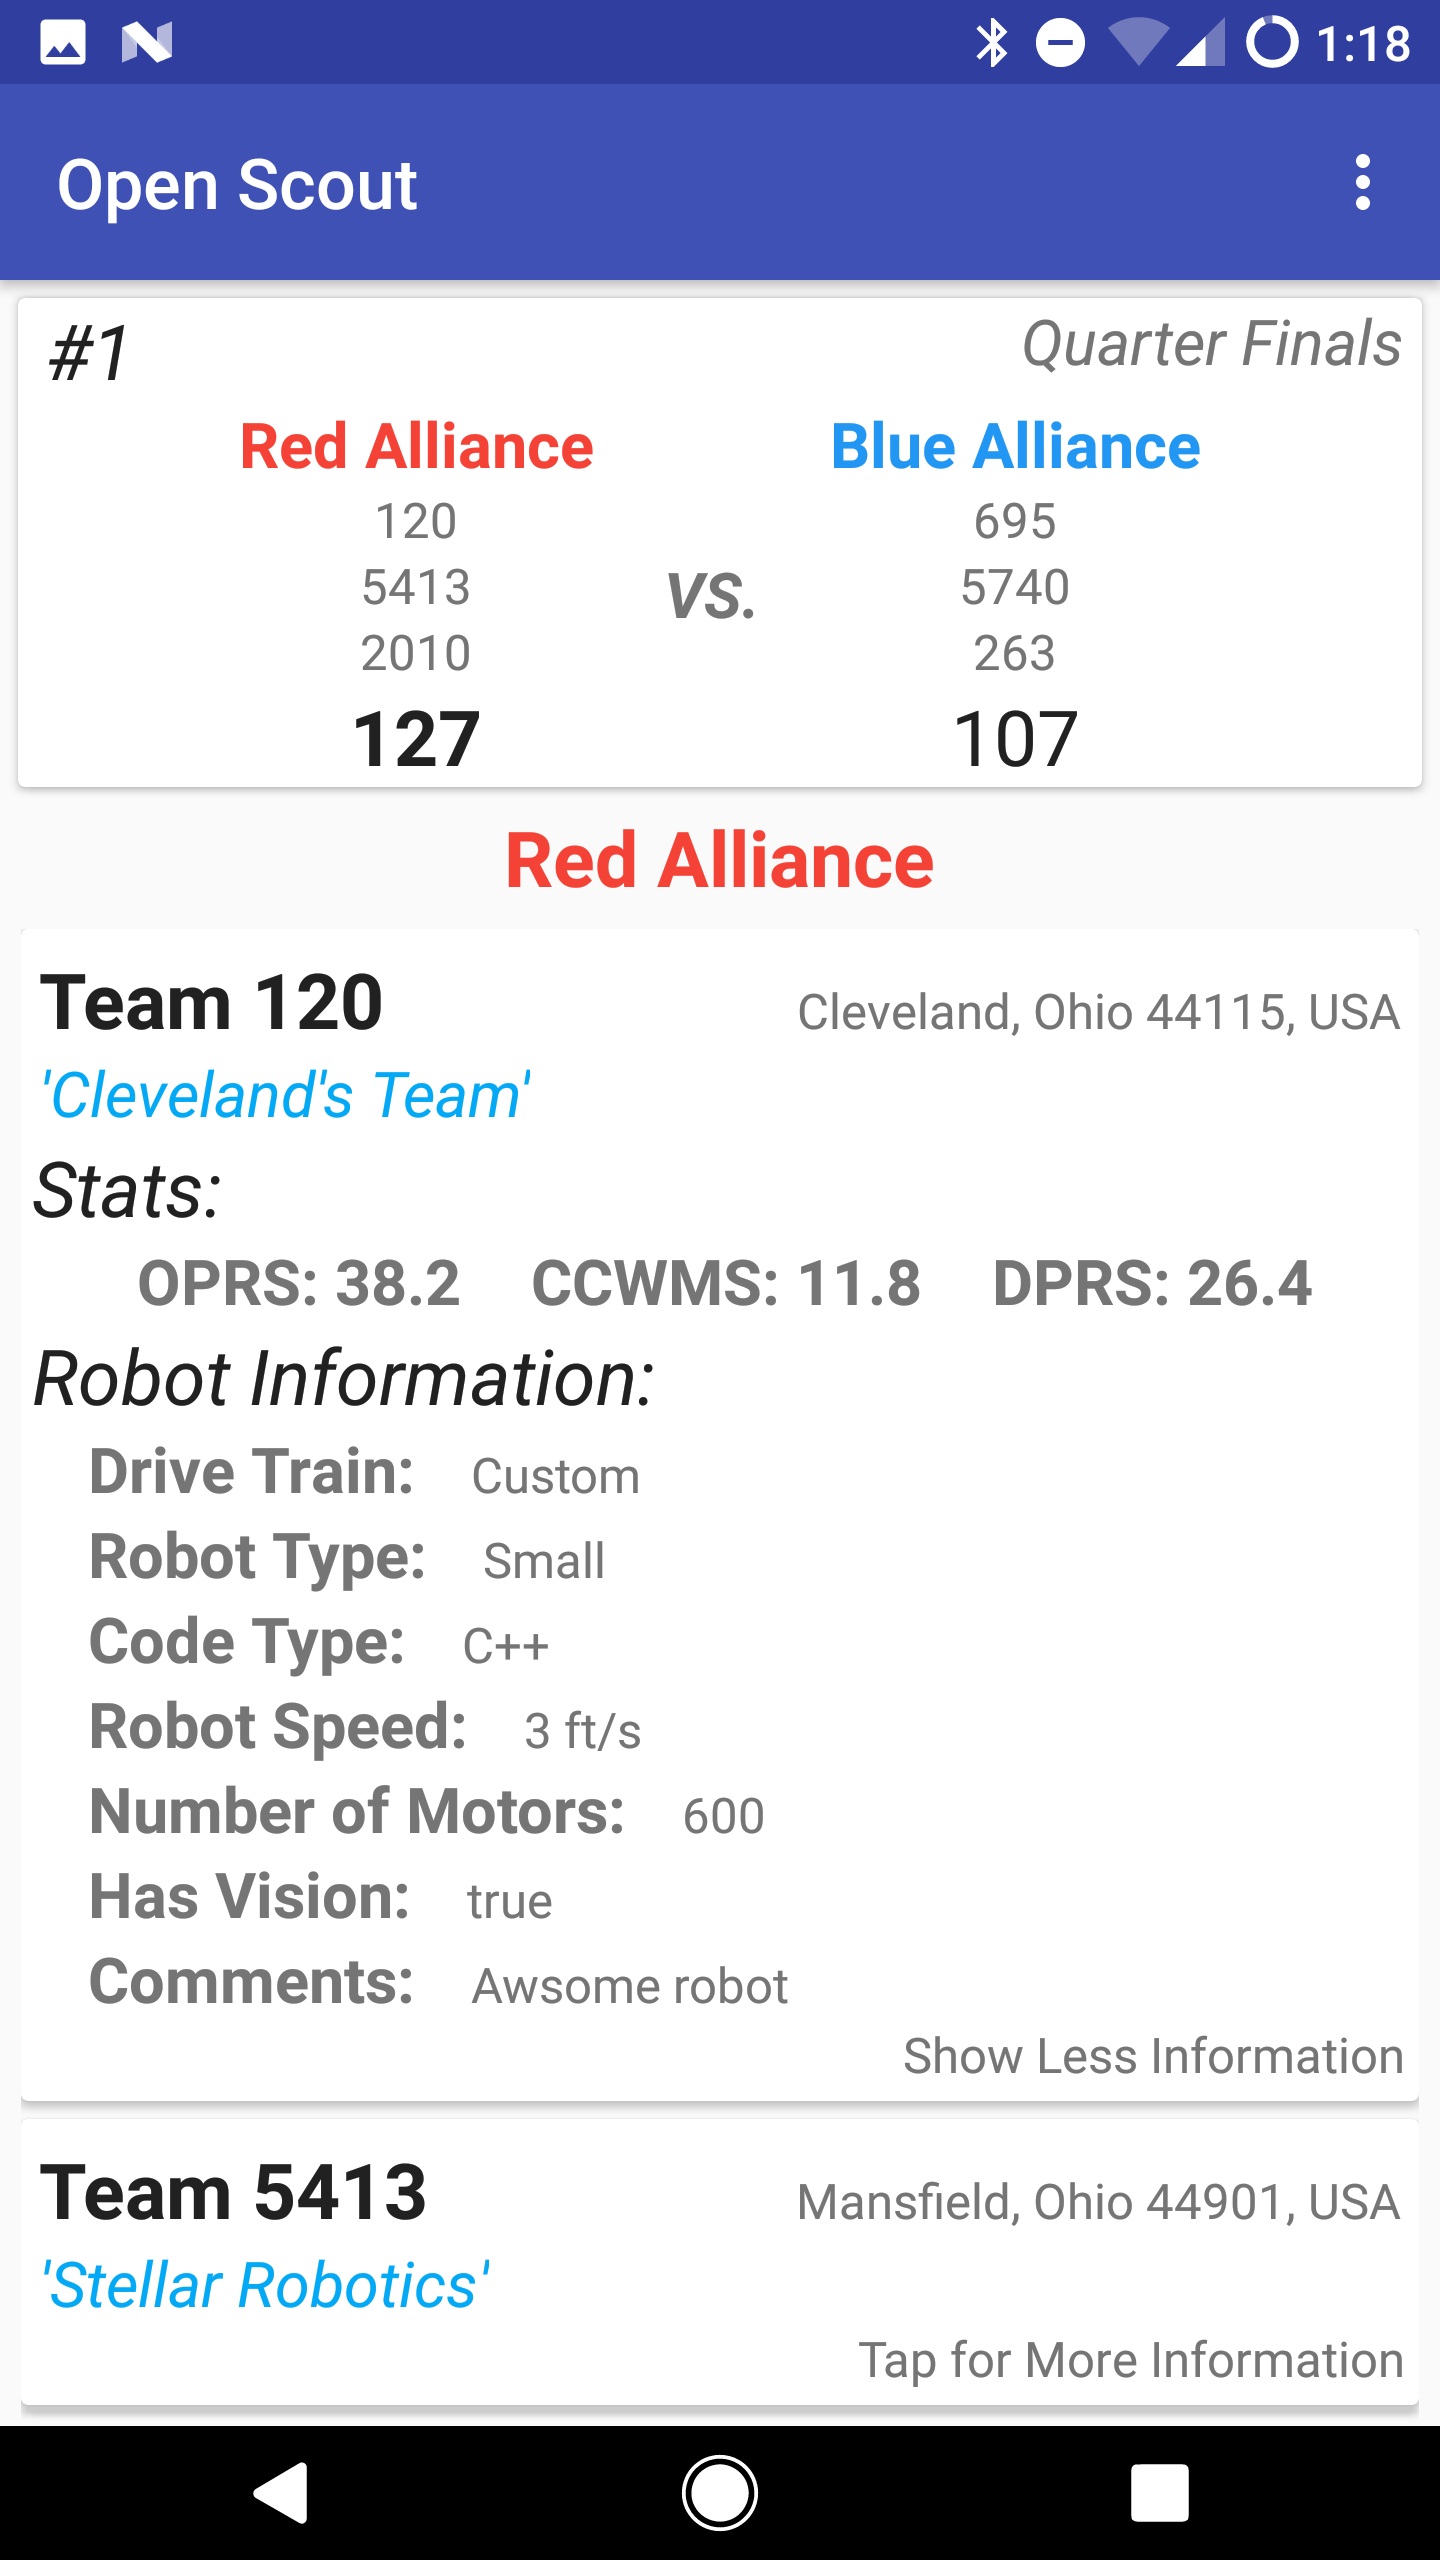 1:18
Open Scout
#1
Quarter Finals
Red Alliance
Blue Alliance
120
695
5413
VS.
5740
2010
263
127
107
Red Alliance
Team 120
Cleveland, Ohio 44115, USA
'Cleveland's Team'
Stats:
OPRS: 38.2 CCWMS: 11.8 DPRS: 26.4
Robot Information:
Drive Train: Custom
Robot Type: Small
Code Type: C++
Robot Speed: 3 ft/s
Number of Motors: 600
Has Vision: true
Comments: Awsome robot
Show Less Information
Team 5413
Mansfield, Ohio 44901, USA
'Stellar Robotics'
Tap for More Information